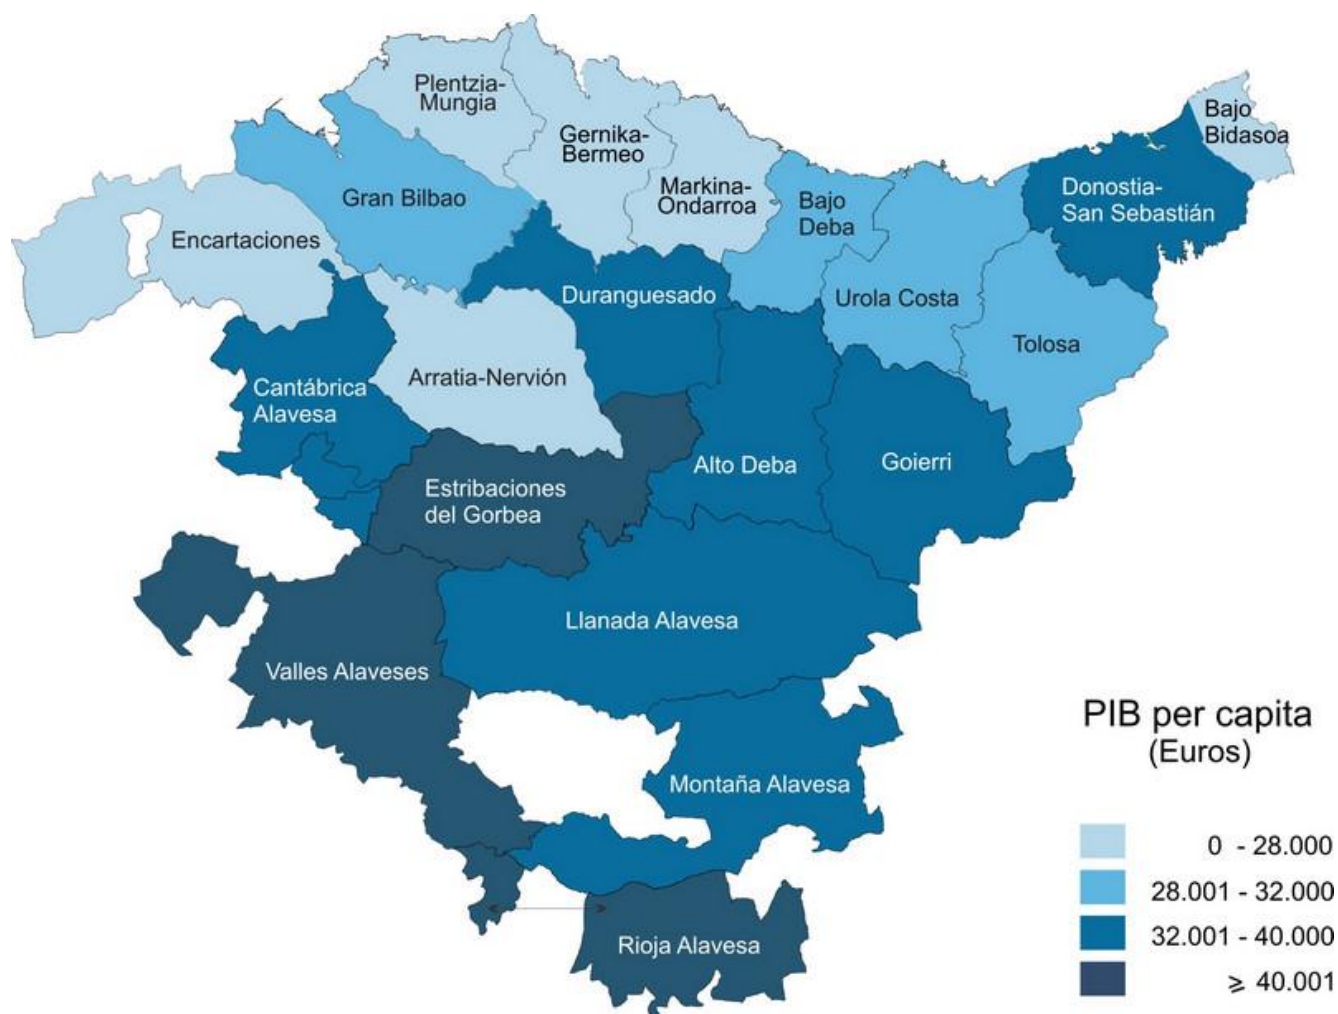 Plentzia-
Mungia
Gernika-
Bermeo
Markina-
Ondarroa
Bajo
Bidasoa
Donostia-
San Sebastián
Gran Bilbao
Bajo
Deba
Encartaciones
Duranguesado
Urola Costa
Tolosa
Arratia-Nervión
Cantábrica
Alavesa
Alto Deba
Goierri
Estribaciones
del Gorbea
Llanada Alavesa
Valles Alaveses
Montaña Alavesa
Rioja Alavesa
PIB per capita
(Euros)
0 - 28.000
28.001 - 32.000
32.001 - 40.000
⩾ 40.001